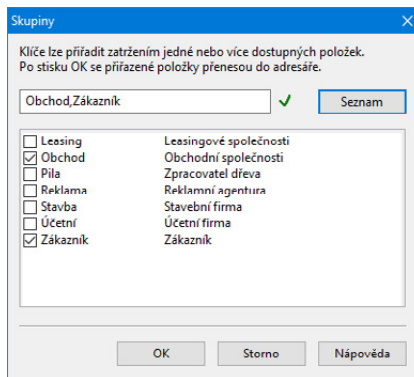 Skupiny
Klíče lze přiřadit zatržením jedné nebo více dostupných položek.
Po stisku OK se přiřazené položky přenesou do adresáře.
Obchod,Zákazník Seznam
Leasing Leasingové společnosti
Obchod Obchodní společnosti
Pila Zpracovatel dřeva
Reklama Reklamní agentura
Stavba Stavební firma
Účetní Účetní firma
Zákazník Zákazník
OK Storno Nápověda